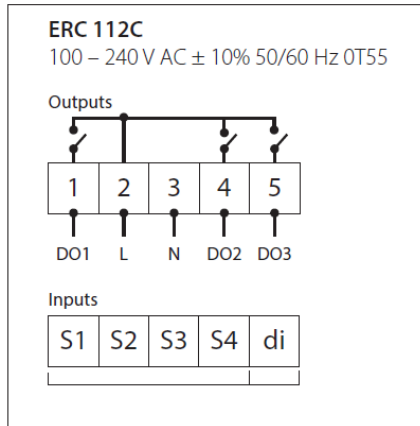 ERC 112C
100 – 240 V AC ± 10% 50/60 Hz 0T55
Outputs
1 2 3 4 5
DO1 L N DO2 DO3
Inputs
S1 S2 S3 S4 di